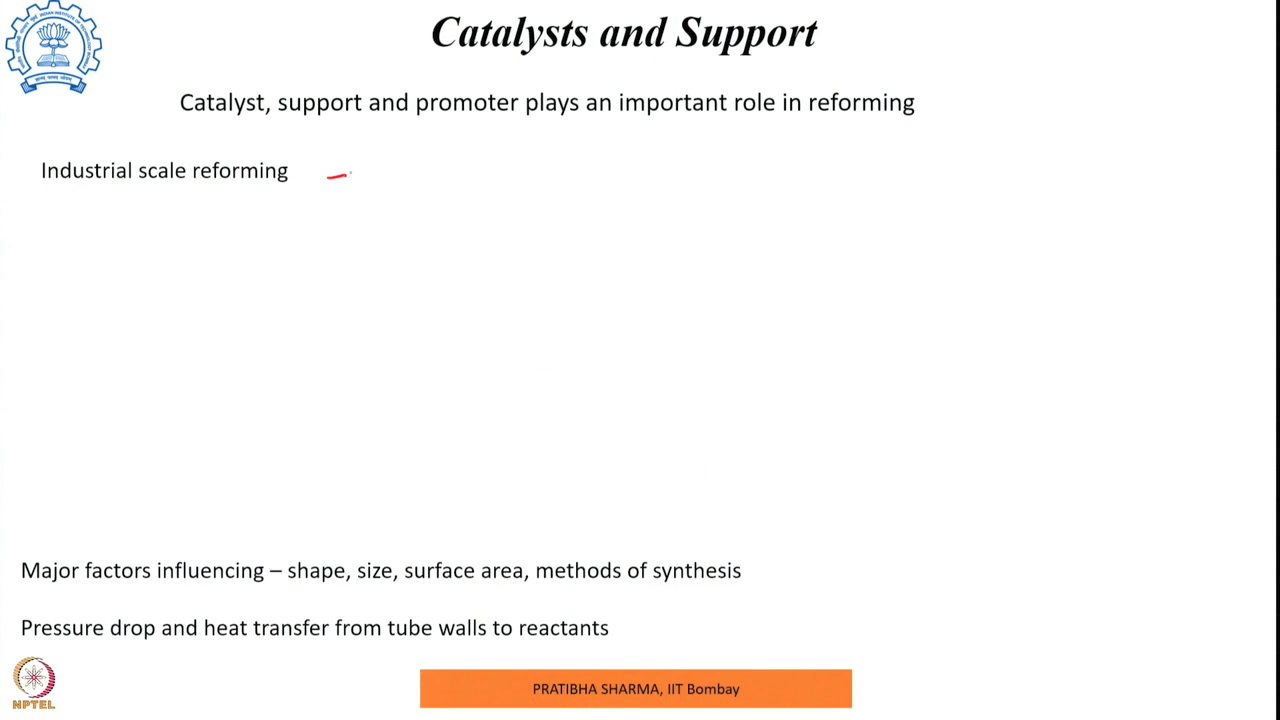 Catalysts and Support
Catalyst, support and promoter plays an important role in reforming
Industrial scale reforming
Major factors influencing – shape, size, surface area, methods of synthesis
Pressure drop and heat transfer from tube walls to reactants
PRATIBHA SHARMA, IIT Bombay
NPTEL